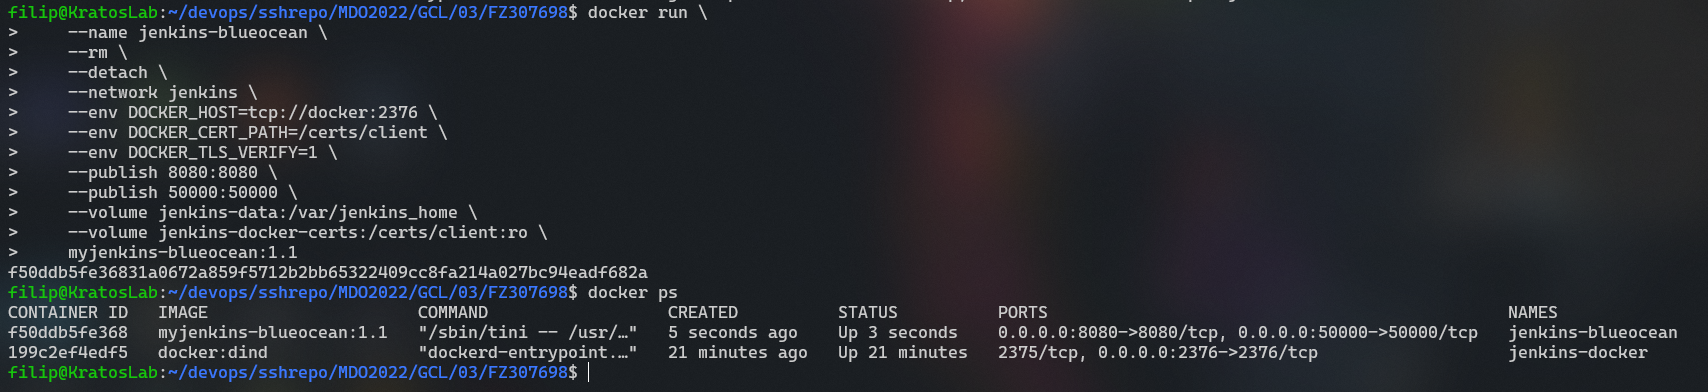 filip@KratosLab:~/devops/sshrepo/MDO2022/GCL/03/FZ307698$ docker run \
>     --name jenkins-blueocean \
>     --rm \
>     --detach \
>     --network jenkins \
>     --env DOCKER_HOST=tcp://docker:2376 \
>     --env DOCKER_CERT_PATH=/certs/client \
>     --env DOCKER_TLS_VERIFY=1 \
>     --publish 8080:8080 \
>     --publish 50000:50000 \
>     --volume jenkins-data:/var/jenkins_home \
>     --volume jenkins-docker-certs:/certs/client:ro \
>     myjenkins-blueocean:1.1
f50ddb5fe36831a0672a859f5712b2bb65322409cc8fa214a027bc94eadf682a
filip@KratosLab:~/devops/sshrepo/MDO2022/GCL/03/FZ307698$ docker ps
CONTAINER ID   IMAGE                     COMMAND                  CREATED          STATUS          PORTS                                              NAMES
f50ddb5fe368   myjenkins-blueocean:1.1   "/sbin/tini -- /usr/…"   5 seconds ago    Up 3 seconds    0.0.0.0:8080->8080/tcp, 0.0.0.0:50000->50000/tcp   jenkins-blueocean
199c2ef4edf5   docker:dind               "dockerd-entrypoint.…"   21 minutes ago   Up 21 minutes   2375/tcp, 0.0.0.0:2376->2376/tcp                   jenkins-docker
filip@KratosLab:~/devops/sshrepo/MDO2022/GCL/03/FZ307698$